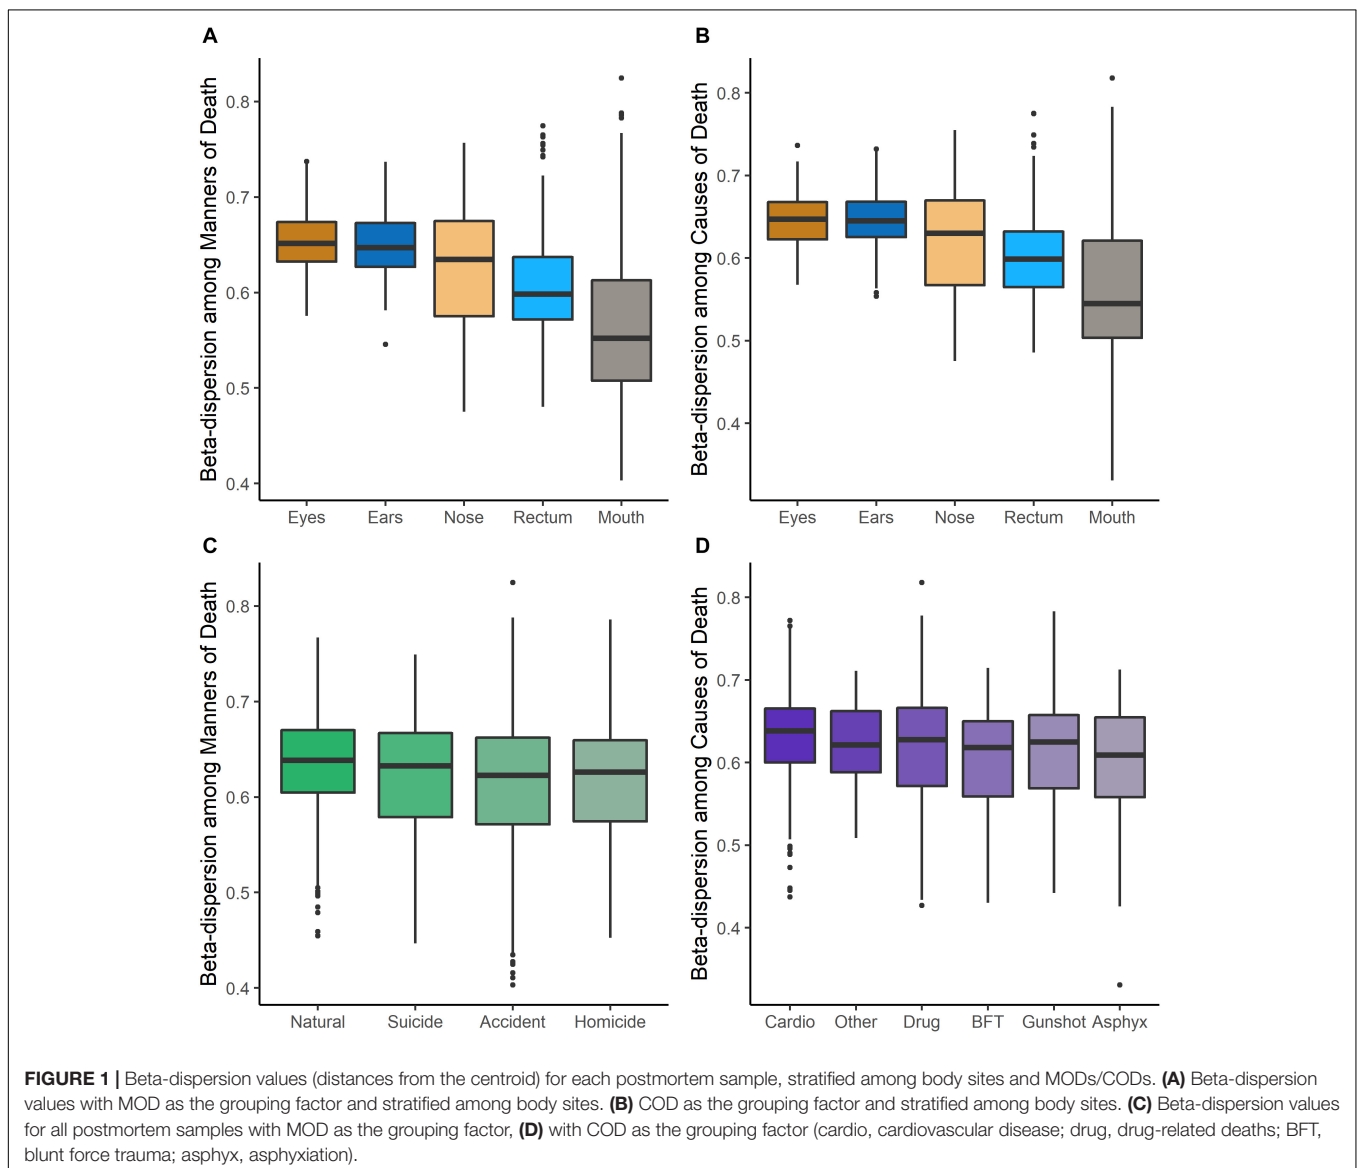 A
Beta-dispersion among Manners of Death
0.8
0.7
0.6
0.5
0.4
Eyes Ears Nose Rectum Mouth
B
Beta-dispersion among Causes of Death
0.8
0.7
0.6
0.5
0.4
Eyes Ears Nose Rectum Mouth
C
Beta-dispersion among Manners of Death
0.8
0.7
0.6
0.5
0.4
Natural Suicide Accident Homicide
D
Beta-dispersion among Causes of Death
0.8
0.7
0.6
0.5
0.4
Cardio Other Drug BFT Gunshot Asphyx
FIGURE 1 | Beta-dispersion values (distances from the centroid) for each postmortem sample, stratified among body sites and MODs/CODs. (A) Beta-dispersion
values with MOD as the grouping factor and stratified among body sites. (B) COD as the grouping factor and stratified among body sites. (C) Beta-dispersion values
for all postmortem samples with MOD as the grouping factor, (D) with COD as the grouping factor (cardio, cardiovascular disease; drug, drug-related deaths; BFT,
blunt force trauma; asphyx, asphyxiation).